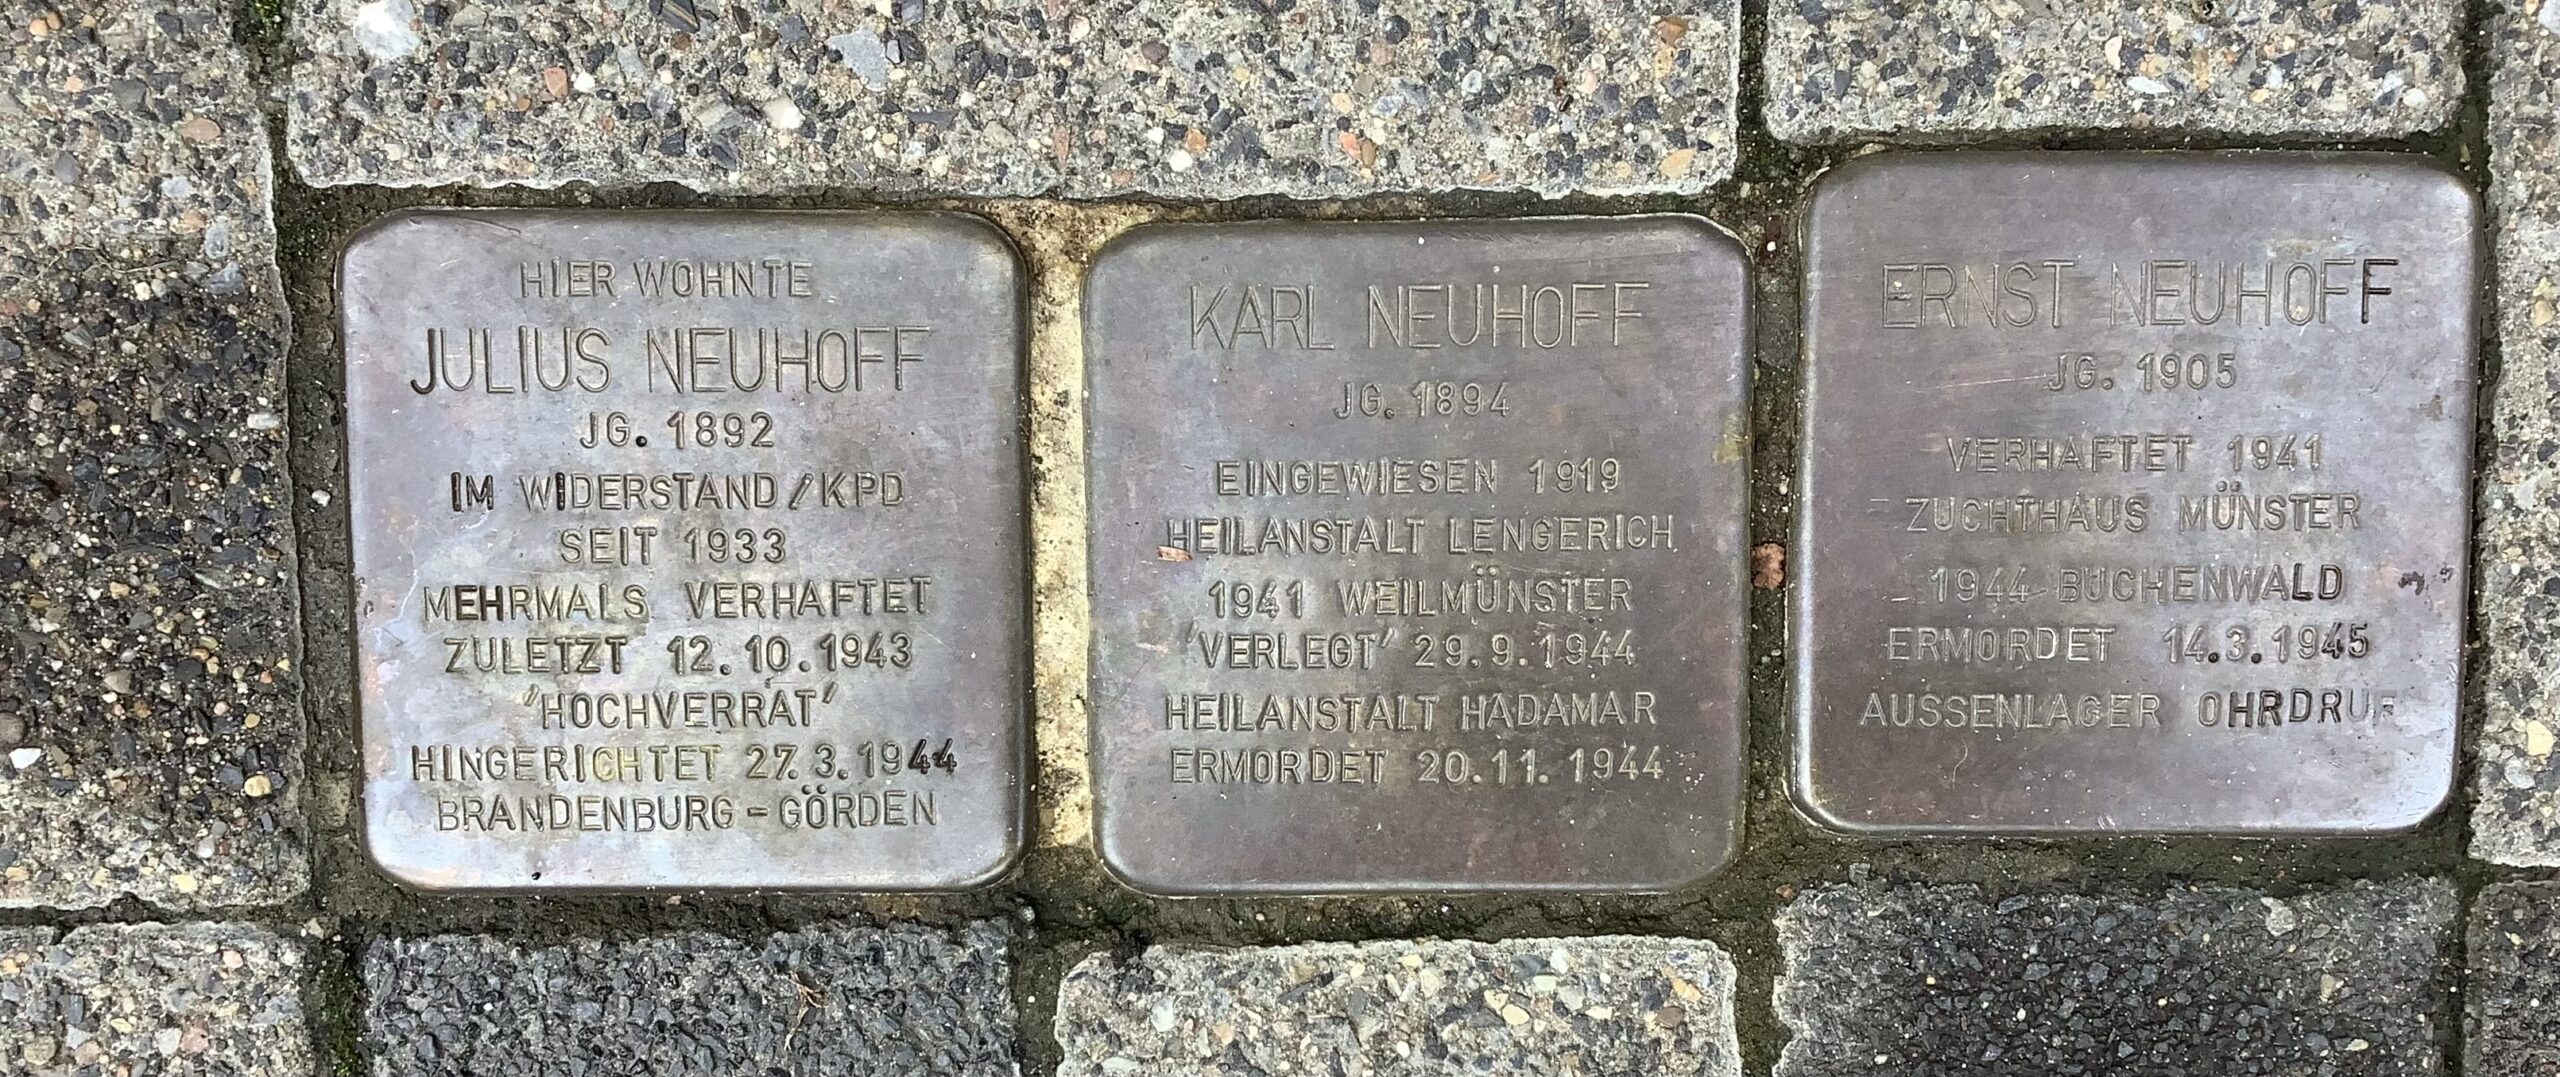 HIER WOHNTE
JULIUS NEUHOFF
JG. 1892
IM WIDERSTAND/KPD
SEIT 1933
MEHRMALS VERHAFTET
ZULETZT 12.10.1943
'HOCHVERRAT'
HINGERICHTET 27.3.1944
BRANDENBURG-GÖRDEN
KARL NEUHOFF
JG. 1894
EINGEWIESEN 1919
HEILANSTALT LENGERICH
1941 WEILMÜNSTER
'VERLEGT' 29.9.1944
HEILANSTALT HADAMAR
ERMORDET 20.11.1944
ERNST NEUHOFF
JG. 1905
VERHAFTET 1941
ZUCHTHAUS MÜNSTER
1944 BUCHENWALD
ERMORDET 14.3.1945
AUSSENLAGER OHRDRUF